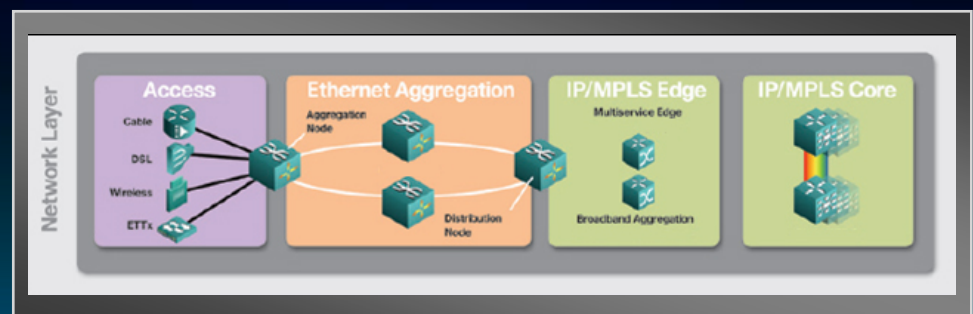 Network Layer
Access
Cable
DSL
Wireless
ETTx
Ethernet Aggregation
Aggregation
Node
Distribution
Node
IP/MPLS Edge
Multiservice Edge
Broadband Aggregation
IP/MPLS Core